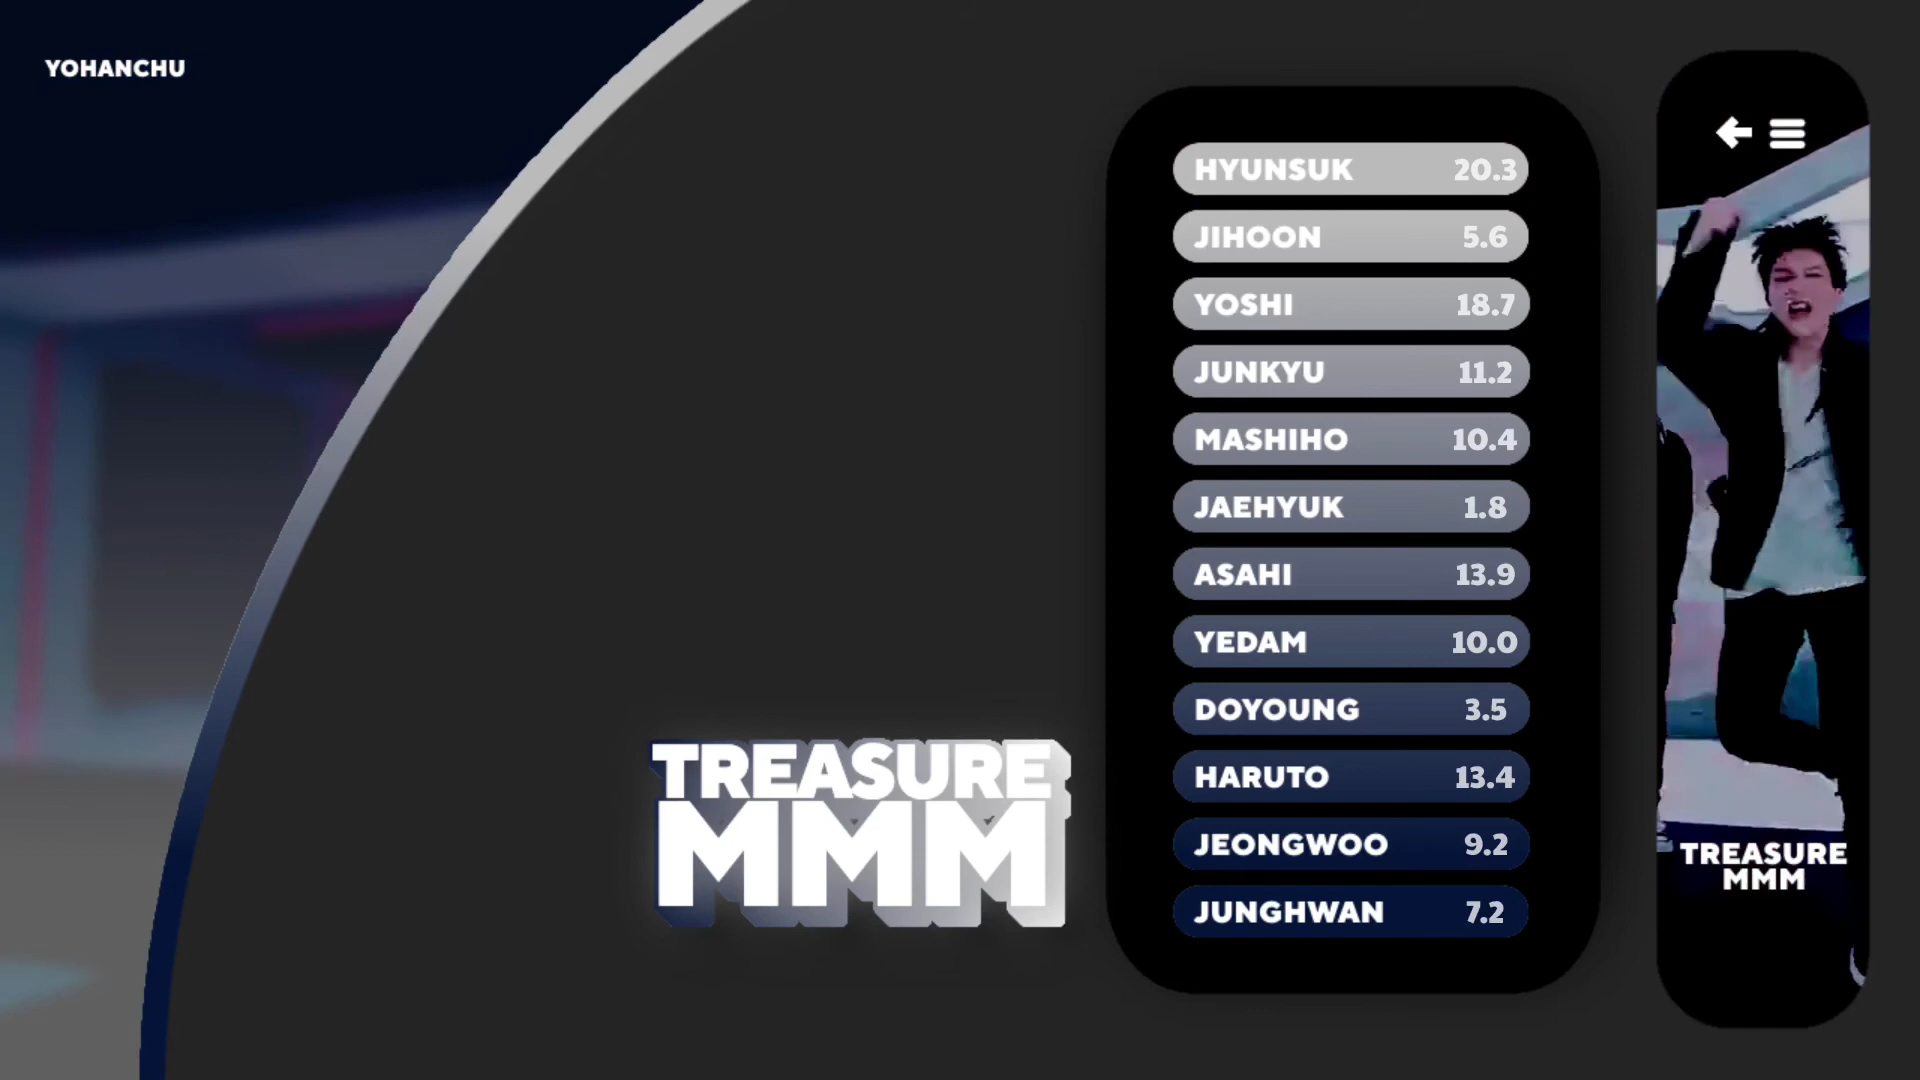 YOHANCHU
HYUNSUK 20.3
JIHOON 5.6
YOSHI 18.7
JUNKYU 11.2
MASHIHO 10.4
JAEHYUK 1.8
ASAHI 13.9
YEDAM 10.0
DOYOUNG 3.5
HARUTO 13.4
JEONGWOO 9.2
JUNGHWAN 7.2
TREASURE
MMM
TREASURE
MMM